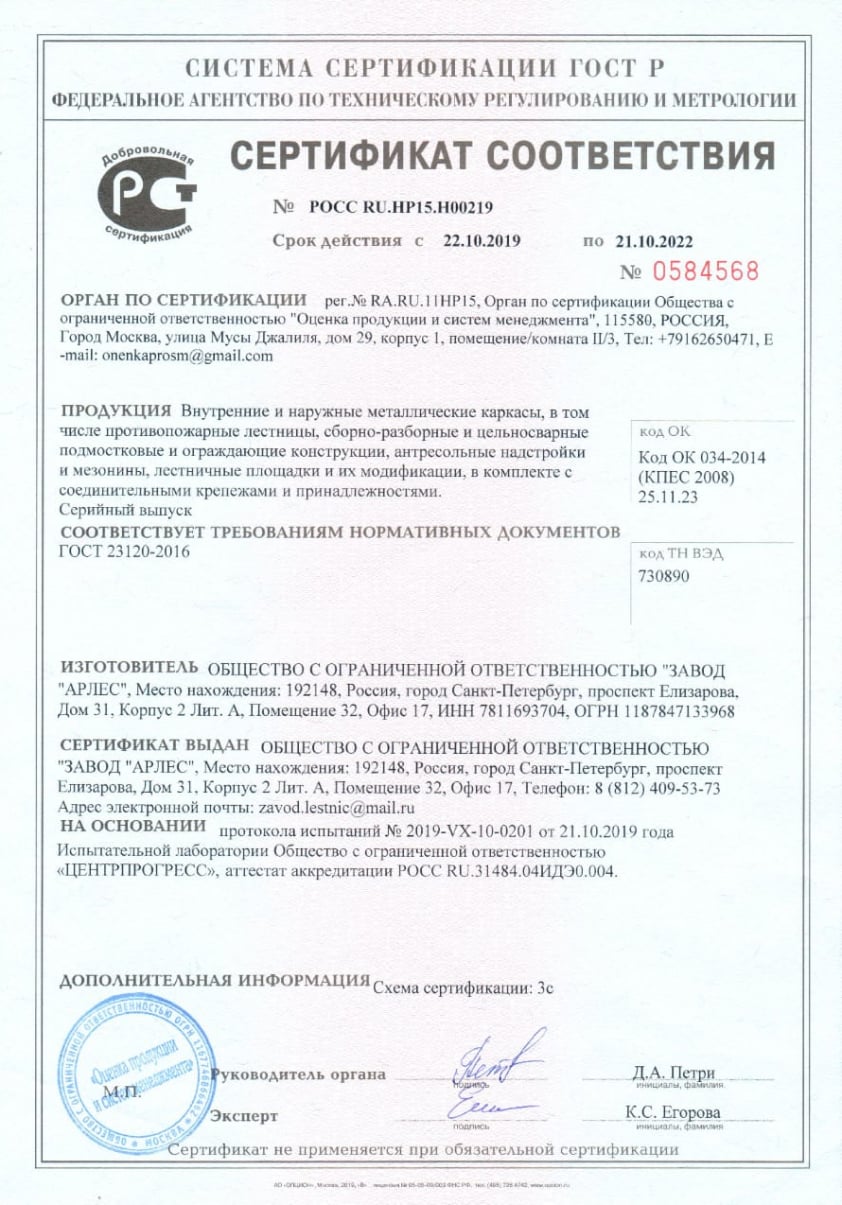 СИСТЕМА СЕРТИФИКАЦИИ ГОСТ Р
ФЕДЕРАЛЬНОЕ АГЕНТСТВО ПО ТЕХНИЧЕСКОМУ РЕГУЛИРОВАНИЮ И МЕТРОЛОГИИ
Добровольная
РСТ
сертификация
СЕРТИФИКАТ СООТВЕТСТВИЯ
№ РОСС RU.НР15.Н00219
Срок действия с 22.10.2019 по 21.10.2022
№ 0584568
ОРГАН ПО СЕРТИФИКАЦИИ рег.№ RA.RU.11НР15, Орган по сертификации Общества с
ограниченной ответственностью "Оценка продукции и систем менеджмента", 115580, РОССИЯ,
Город Москва, улица Мусы Джалиля, дом 29, корпус 1, помещение/комната II/3, Тел: +79162650471, E
-mail: onenkaprosm@gmail.com
ПРОДУКЦИЯ Внутренние и наружные металлические каркасы, в том
числе противопожарные лестницы, сборно-разборные и цельносварные
подмостковые и ограждающие конструкции, антресольные надстройки
и мезонины, лестничные площадки и их модификации, в комплекте с
соединительными крепежами и принадлежностями.
Серийный выпуск
код ОК
Код ОК 034-2014
(КПЕС 2008)
25.11.23
СООТВЕТСТВУЕТ ТРЕБОВАНИЯМ НОРМАТИВНЫХ ДОКУМЕНТОВ
ГОСТ 23120-2016
код ТН ВЭД
730890
ИЗГОТОВИТЕЛЬ ОБЩЕСТВО С ОГРАНИЧЕННОЙ ОТВЕТСТВЕННОСТЬЮ "ЗАВОД
"АРЛЕС", Место нахождения: 192148, Россия, город Санкт-Петербург, проспект Елизарова,
Дом 31, Корпус 2 Лит. А, Помещение 32, Офис 17, ИНН 7811693704, ОГРН 1187847133968
СЕРТИФИКАТ ВЫДАН ОБЩЕСТВО С ОГРАНИЧЕННОЙ ОТВЕТСТВЕННОСТЬЮ
"ЗАВОД "АРЛЕС", Место нахождения: 192148, Россия, город Санкт-Петербург, проспект
Елизарова, Дом 31, Корпус 2 Лит. А, Помещение 32, Офис 17, Телефон: 8 (812) 409-53-73
Адрес электронной почты: zavod.lestnic@mail.ru
НА ОСНОВАНИИ протокола испытаний № 2019-VX-10-0201 от 21.10.2019 года
Испытательной лаборатории Общество с ограниченной ответственностью
«ЦЕНТРПРОГРЕСС», аттестат аккредитации РОСС RU.31484.04ИДЭ0.004.
ДОПОЛНИТЕЛЬНАЯ ИНФОРМАЦИЯ Схема сертификации: 3с
ОБЩЕСТВО С ОГРАНИЧЕННОЙ ОТВЕТСТВЕННОСТЬЮ ОГРН
«Оценка продукции
и систем менеджмента»
МОСКВА
М.П.
Руководитель органа
подпись
Д.А. Петри
инициалы, фамилия
Эксперт
подпись
К.С. Егорова
инициалы, фамилия
Сертификат не применяется при обязательной сертификации